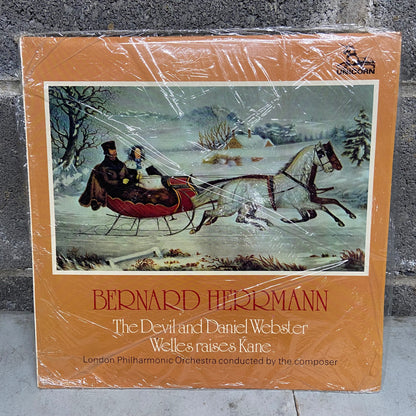 UNICORN
BERNARD HERRMANN
The Devil and Daniel Webster
Welles raises Kane
London Philharmonic Orchestra conducted by the composer